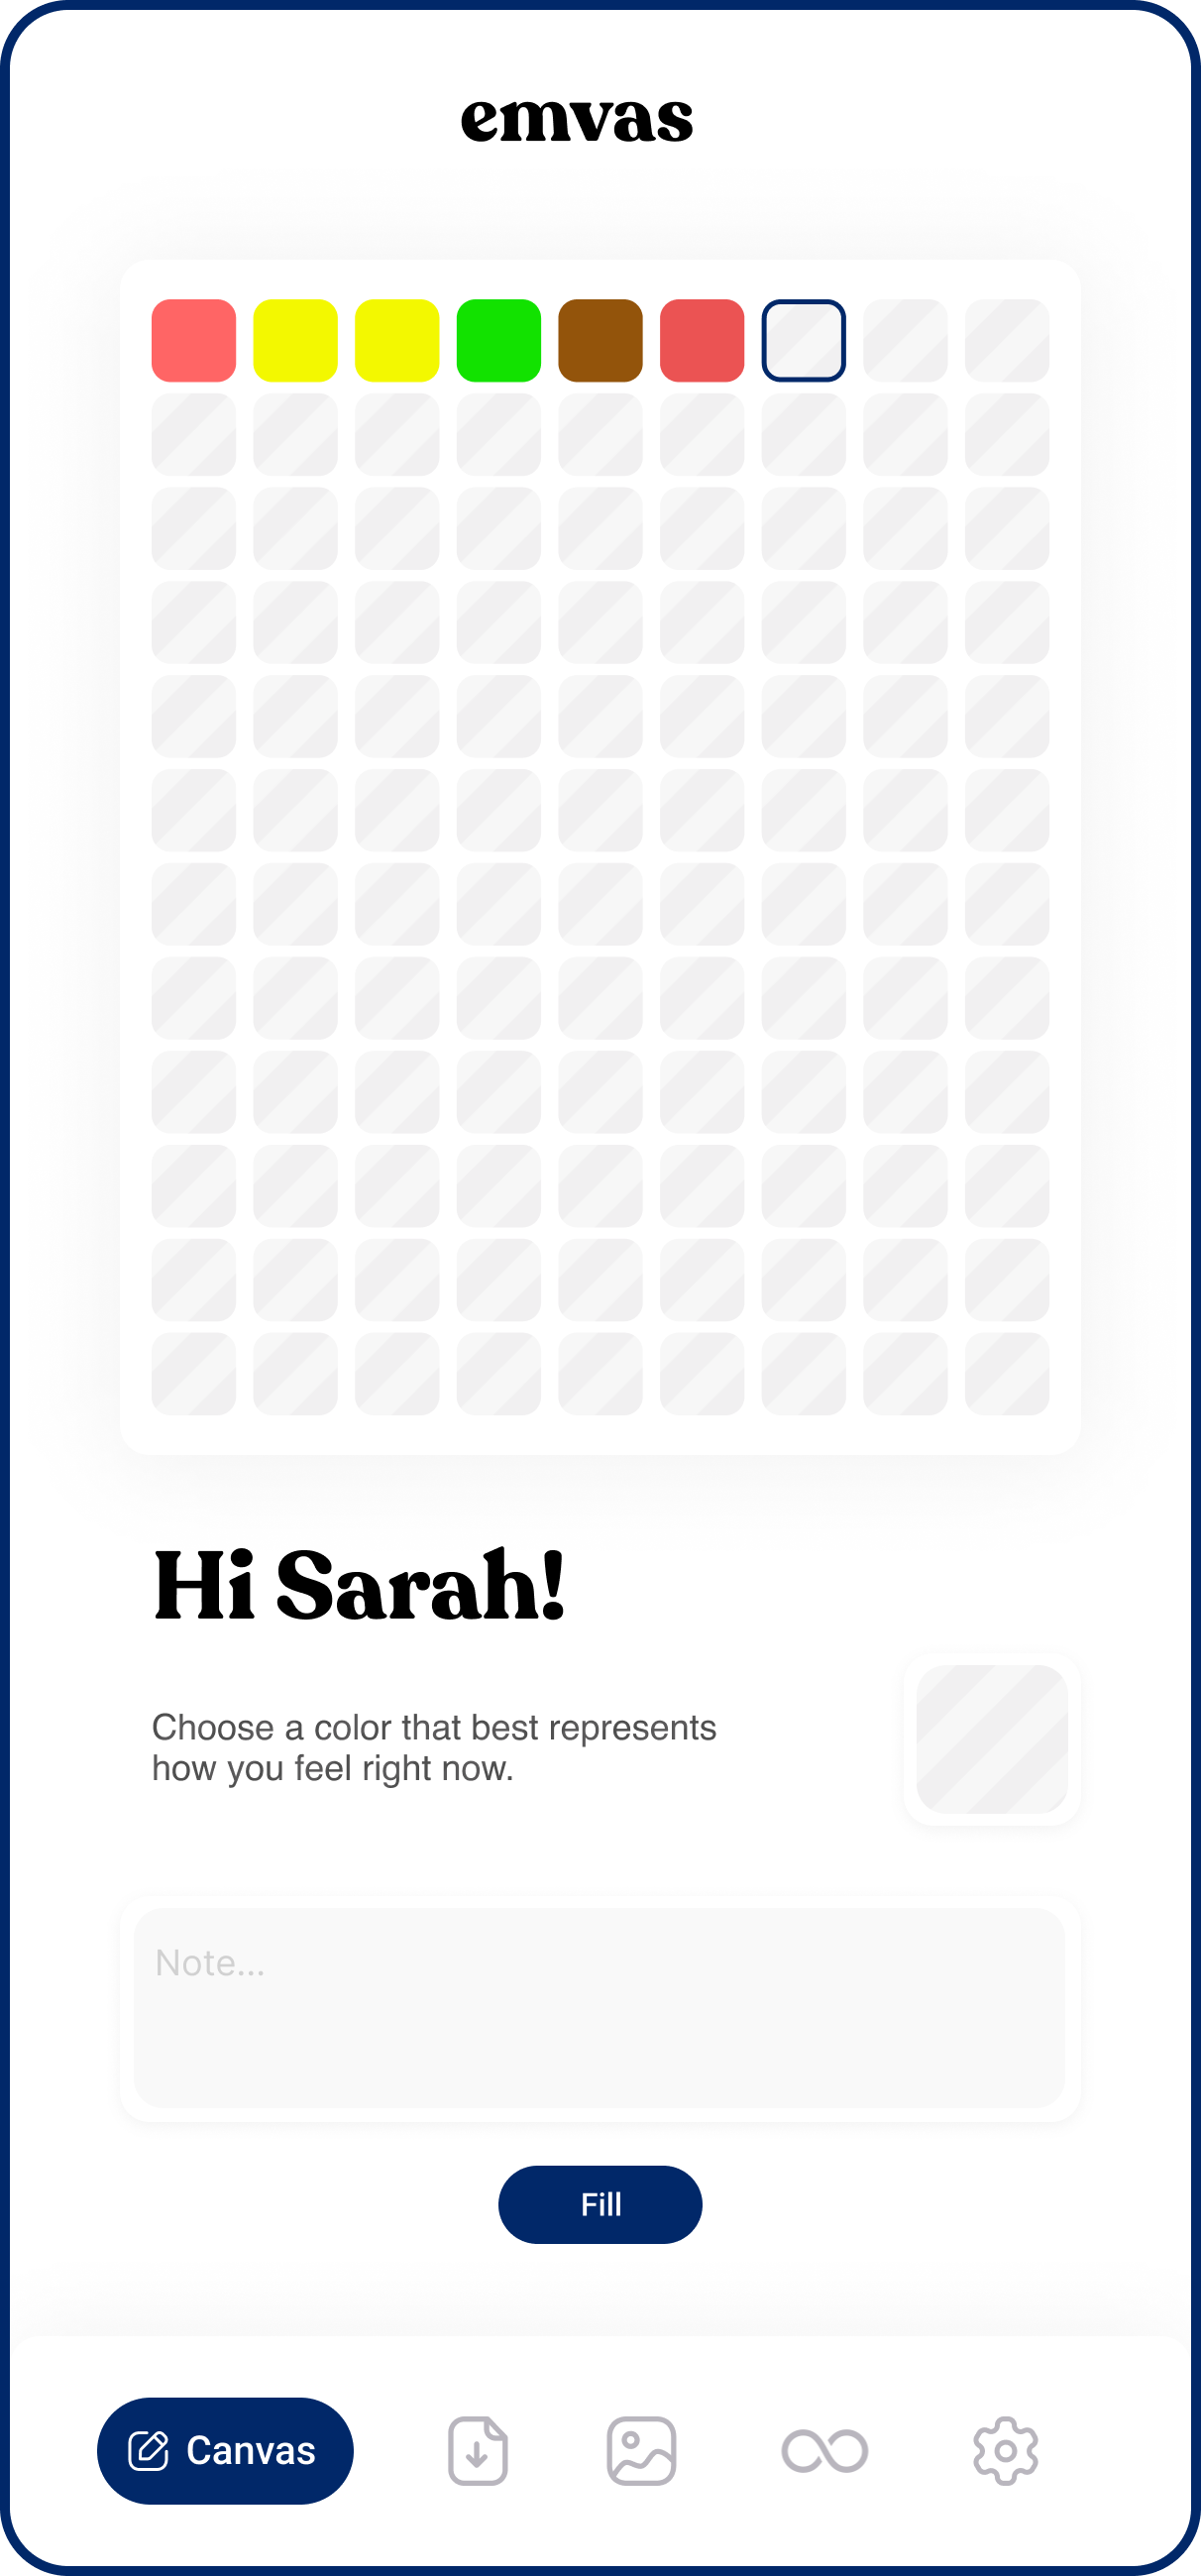 emvas
Hi Sarah!
Choose a color that best represents
how you feel right now.
Note...
Fill
Canvas